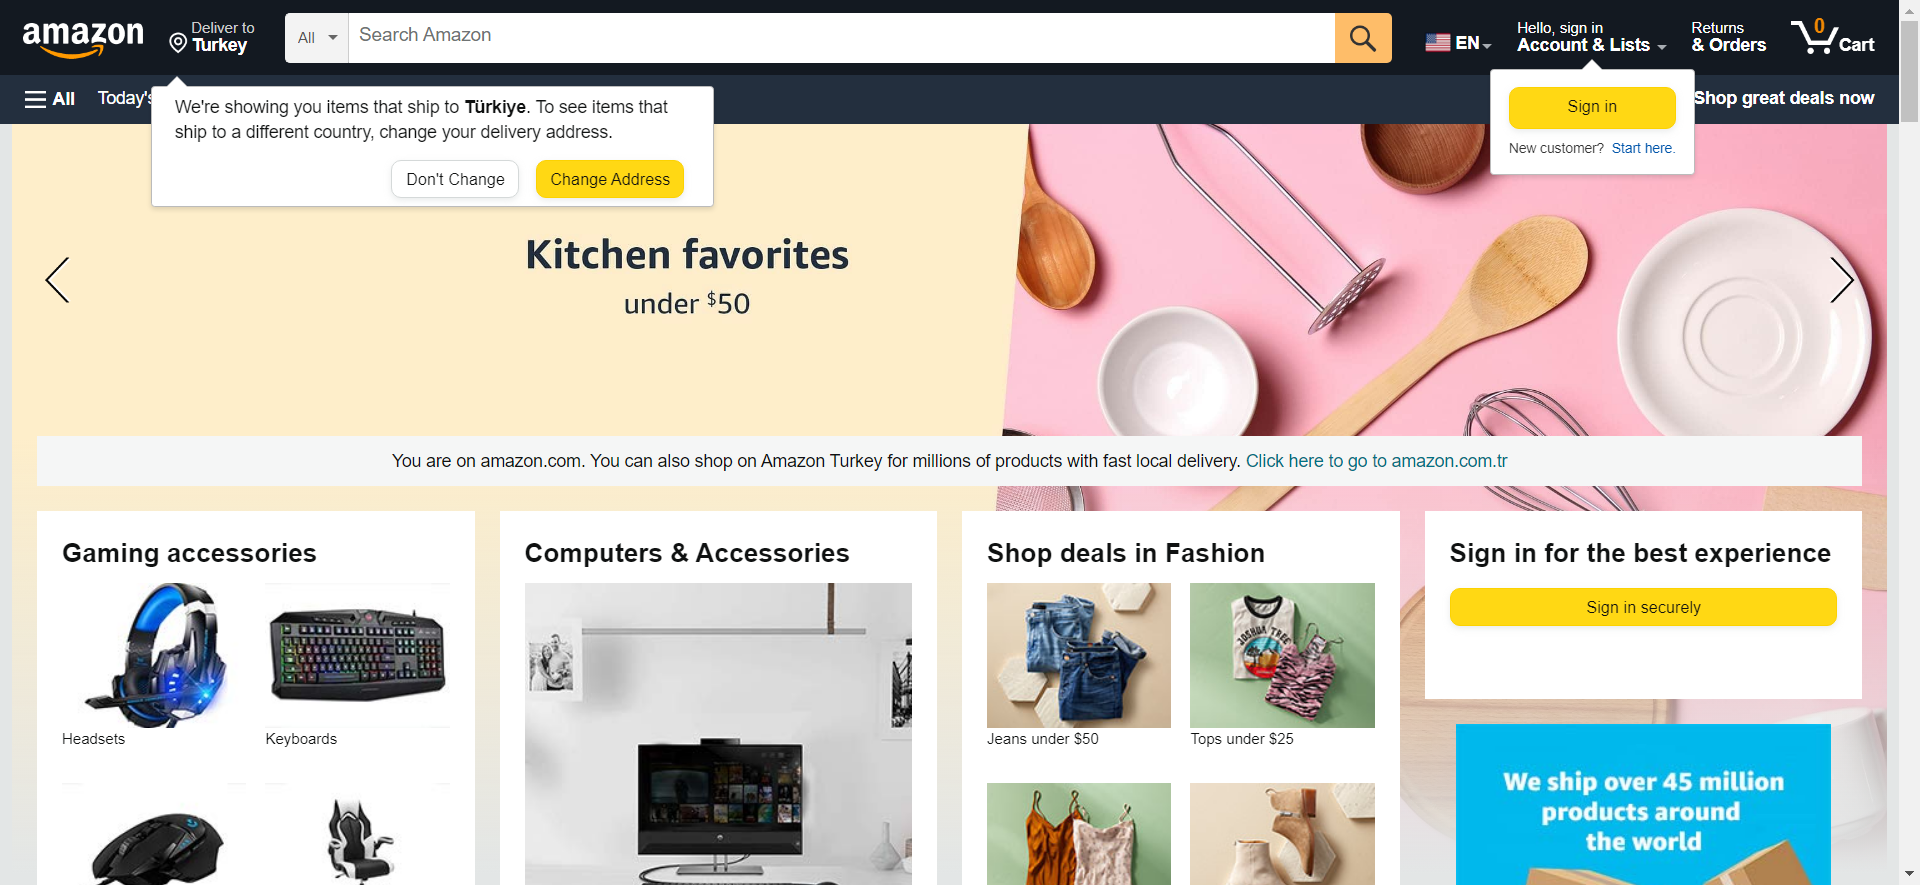 amazon
Deliver to
Turkey
All
Search Amazon
EN
Hello, sign in
Account & Lists
Returns
& Orders
0
Cart
All
Today's
Shop great deals now
We're showing you items that ship to Türkiye. To see items that
ship to a different country, change your delivery address.
Don't Change
Change Address
Sign in
New customer? Start here.
Kitchen favorites
under $50
You are on amazon.com. You can also shop on Amazon Turkey for millions of products with fast local delivery. Click here to go to amazon.com.tr
Gaming accessories
Headsets
Keyboards
Computers & Accessories
Shop deals in Fashion
JOSHUA TREE
Jeans under $50
Tops under $25
Sign in for the best experience
Sign in securely
We ship over 45 million
products around
the world